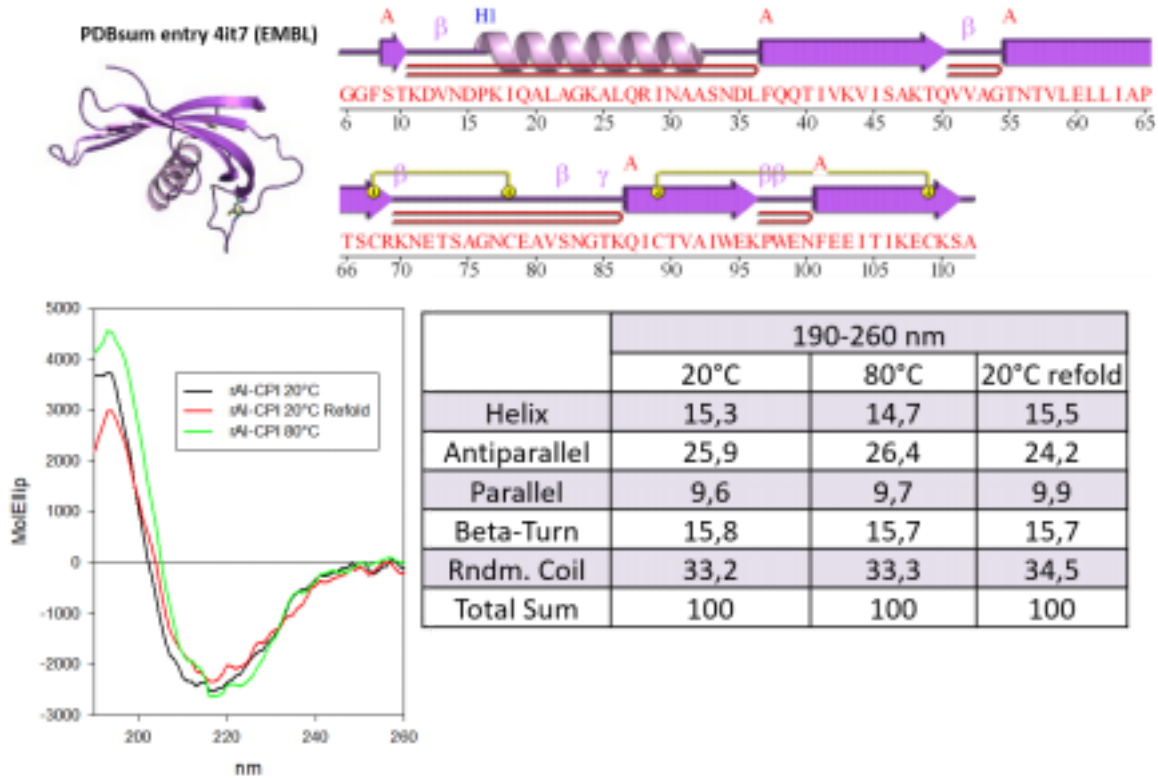 PDBsum entry 4it7 (EMBL)
A β H1 A β A
GGFSTKDVNDPKIQALAGKALQRINAASNDLFQQTIVKVISAKTQVVAGTNTVLELLIAP
6 10 15 20 25 30 35 40 45 50 55 60 65
β β γ A ββ A
TSCRKNETSAGNCEAVSNGTKQICTVAIWEKPWENFEEITIKECKSA
66 70 75 80 85 90 95 100 105 110
5000
4000
3000
2000
1000
0
-1000
-2000
-3000
MolEllip
rAl-CPI 20°C
rAl-CPI 20°C Refold
rAl-CPI 80°C
200 220 240 260
nm
190-260 nm
20°C 80°C 20°C refold
Helix 15,3 14,7 15,5
Antiparallel 25,9 26,4 24,2
Parallel 9,6 9,7 9,9
Beta-Turn 15,8 15,7 15,7
Rndm. Coil 33,2 33,3 34,5
Total Sum 100 100 100